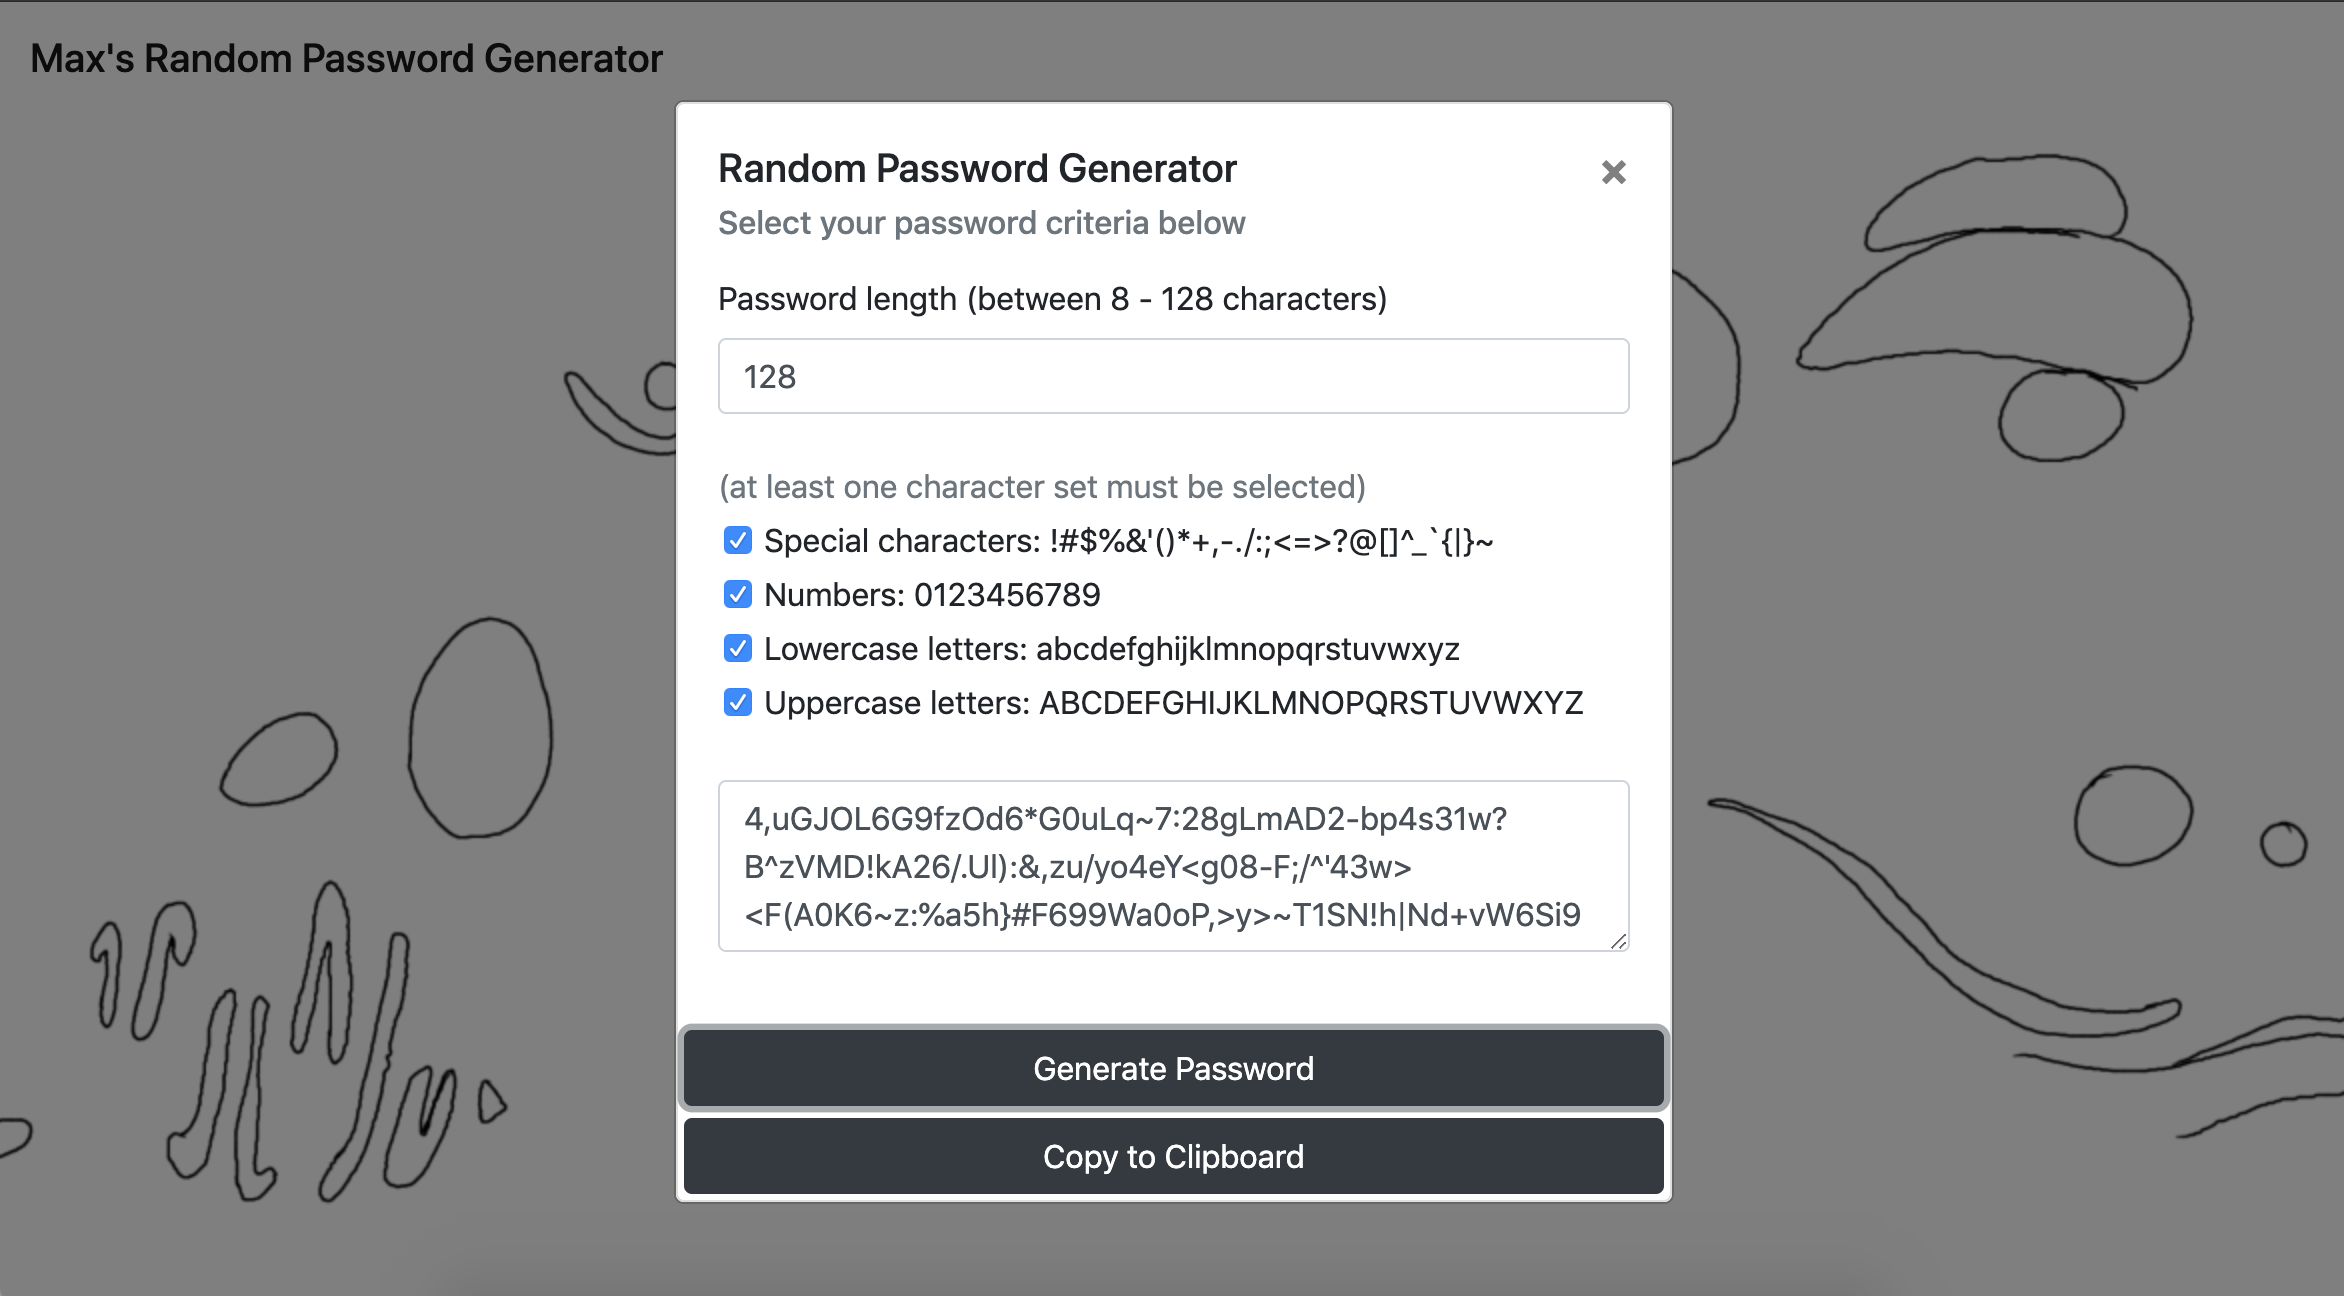 Max's Random Password Generator
Random Password Generator
×
Select your password criteria below
Password length (between 8 - 128 characters)
128
(at least one character set must be selected)
Special characters: !#$%&'()*+,-./:;<=>?@[]^_`{|}~
Numbers: 0123456789
Lowercase letters: abcdefghijklmnopqrstuvwxyz
Uppercase letters: ABCDEFGHIJKLMNOPQRSTUVWXYZ
4,uGJOL6G9fzOd6*G0uLq~7:28gLmAD2-bp4s31w?
B^zVMD!kA26/.Ul):&,zu/yo4eY<g08-F;/^'43w>
<F(A0K6~z:%a5h}#F699Wa0oP,>y>~T1SN!h|Nd+vW6Si9
Generate Password
Copy to Clipboard